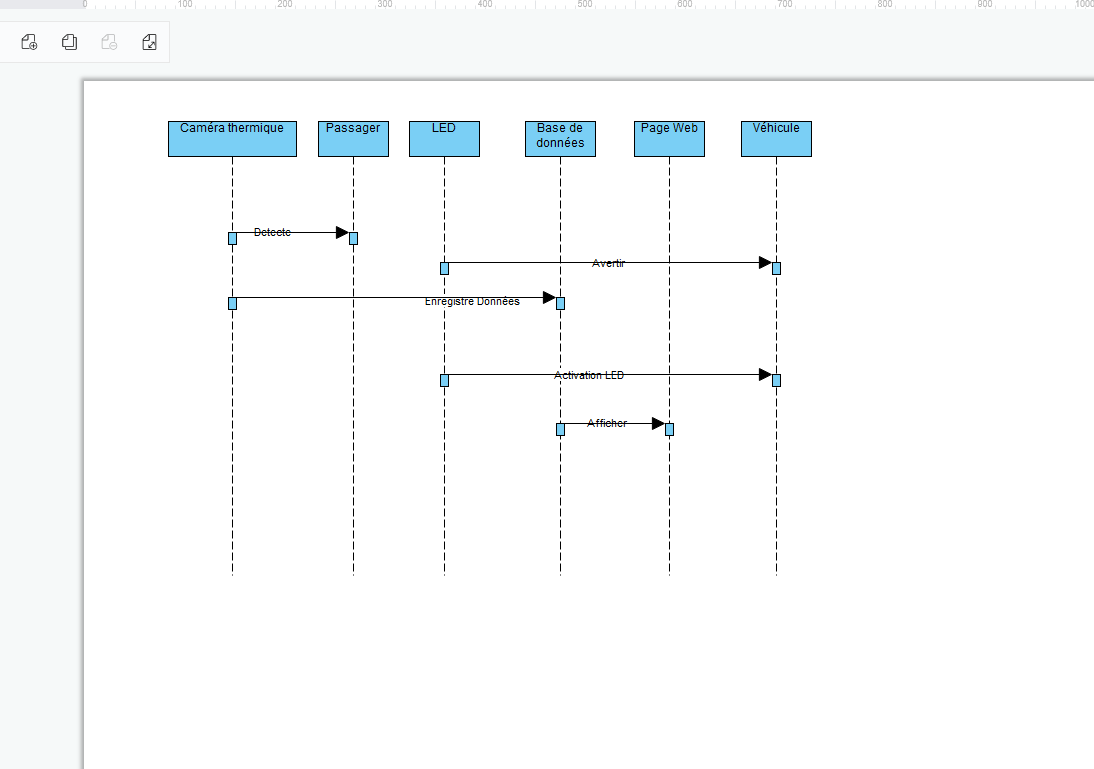 0 100 200 300 400 500 600 700 800 900 1000
Caméra thermique Passager LED Base de données Page Web Véhicule
Detecte
Avertir
Enregistre Données
Activation LED
Afficher